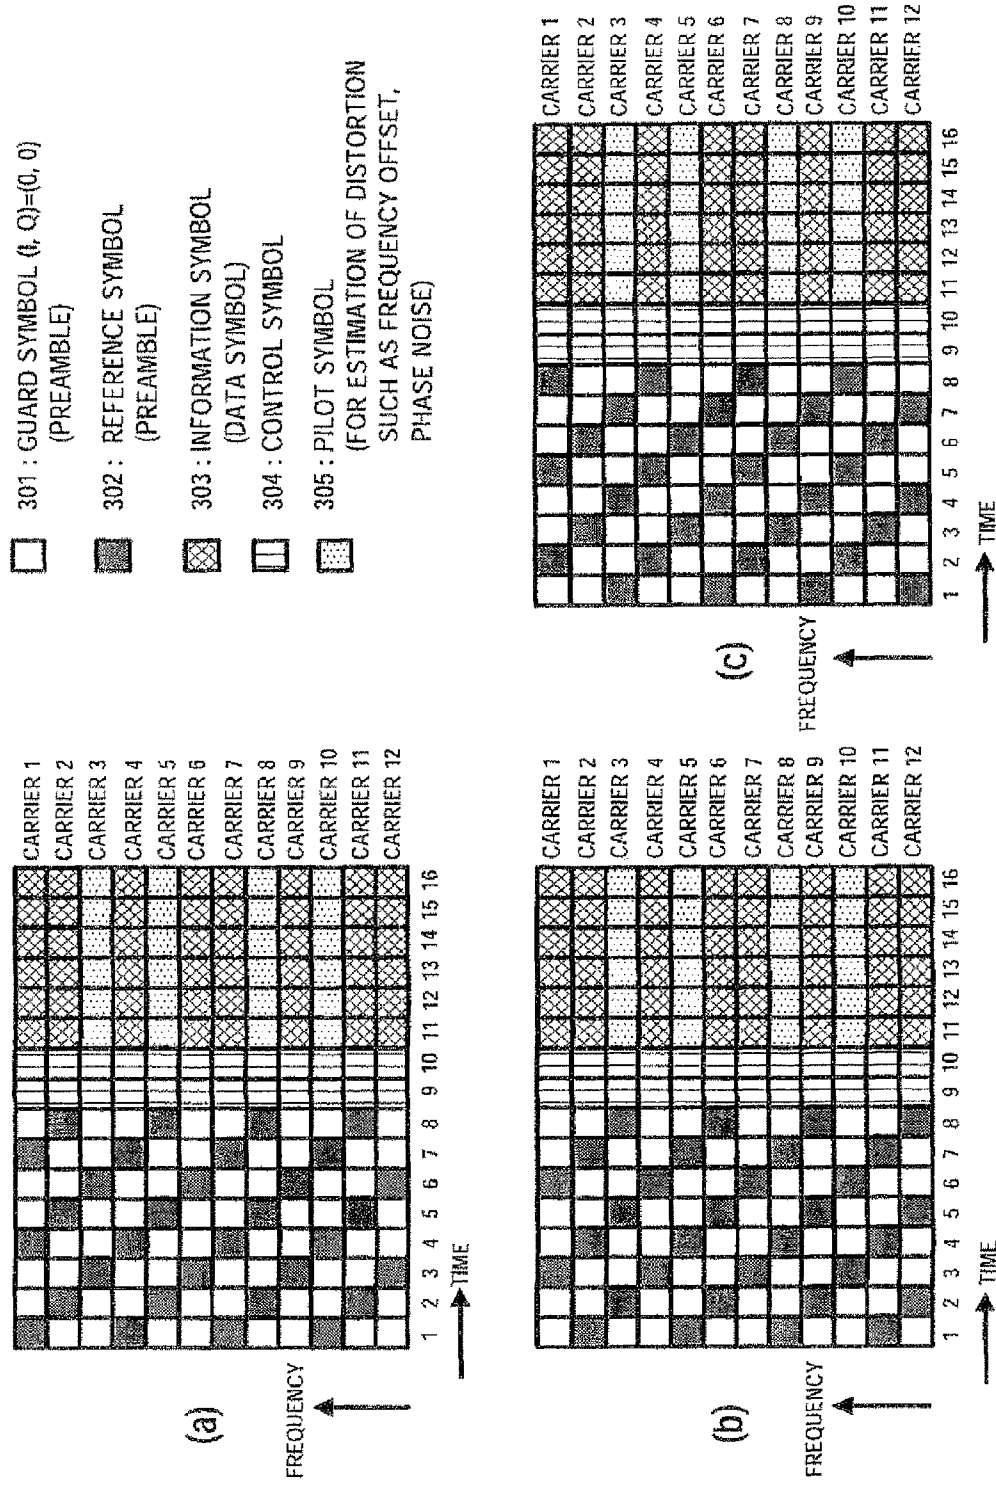 301 : GUARD SYMBOL (I, Q)=(0, 0)
(PREAMBLE)
302 : REFERENCE SYMBOL
(PREAMBLE)
303 : INFORMATION SYMBOL
(DATA SYMBOL)
304 : CONTROL SYMBOL
305 : PILOT SYMBOL
(FOR ESTIMATION OF DISTORTION
SUCH AS FREQUENCY OFFSET,
PHASE NOISE)
(a)
FREQUENCY
CARRIER 1
CARRIER 2
CARRIER 3
CARRIER 4
CARRIER 5
CARRIER 6
CARRIER 7
CARRIER 8
CARRIER 9
CARRIER 10
CARRIER 11
CARRIER 12
1 2 3 4 5 6 7 8 9 10 11 12 13 14 15 16
TIME
(b)
FREQUENCY
CARRIER 1
CARRIER 2
CARRIER 3
CARRIER 4
CARRIER 5
CARRIER 6
CARRIER 7
CARRIER 8
CARRIER 9
CARRIER 10
CARRIER 11
CARRIER 12
1 2 3 4 5 6 7 8 9 10 11 12 13 14 15 16
TIME
(c)
FREQUENCY
CARRIER 1
CARRIER 2
CARRIER 3
CARRIER 4
CARRIER 5
CARRIER 6
CARRIER 7
CARRIER 8
CARRIER 9
CARRIER 10
CARRIER 11
CARRIER 12
1 2 3 4 5 6 7 8 9 10 11 12 13 14 15 16
TIME